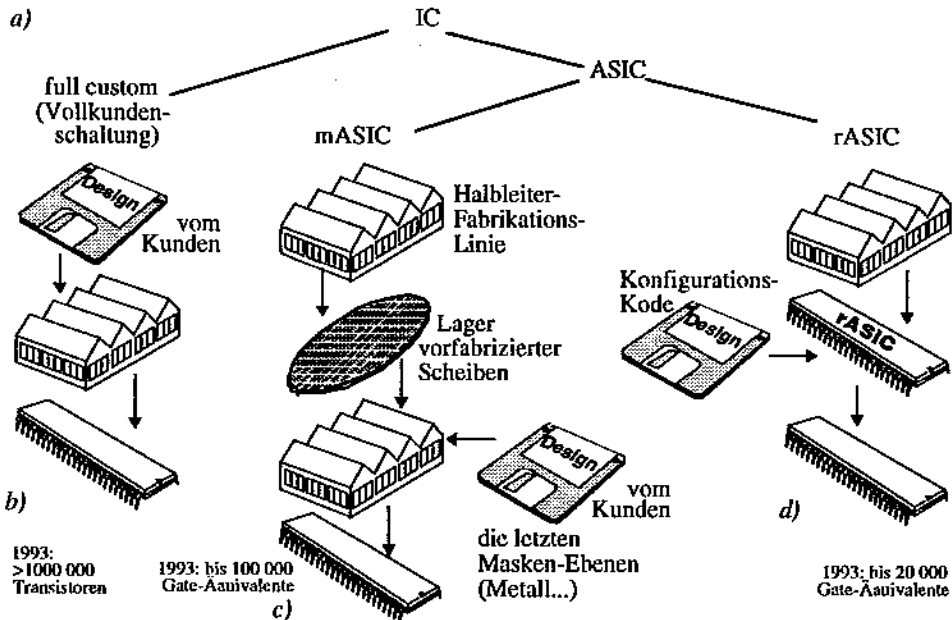 a)
IC
ASIC
full custom
(Vollkunden-
schaltung)
mASIC
rASIC
Design
vom
Kunden
Halbleiter-
Fabrikations-
Linie
Lager
vorfabrizierter
Scheiben
Konfigurations-
Kode
Design
rASIC
Design
vom
Kunden
die letzten
Masken-Ebenen
(Metall...)
b)
1993:
>1000 000
Transistoren
1993: bis 100 000
Gate-Äauivalente
c)
d)
1993: bis 20 000
Gate-Äauivalente